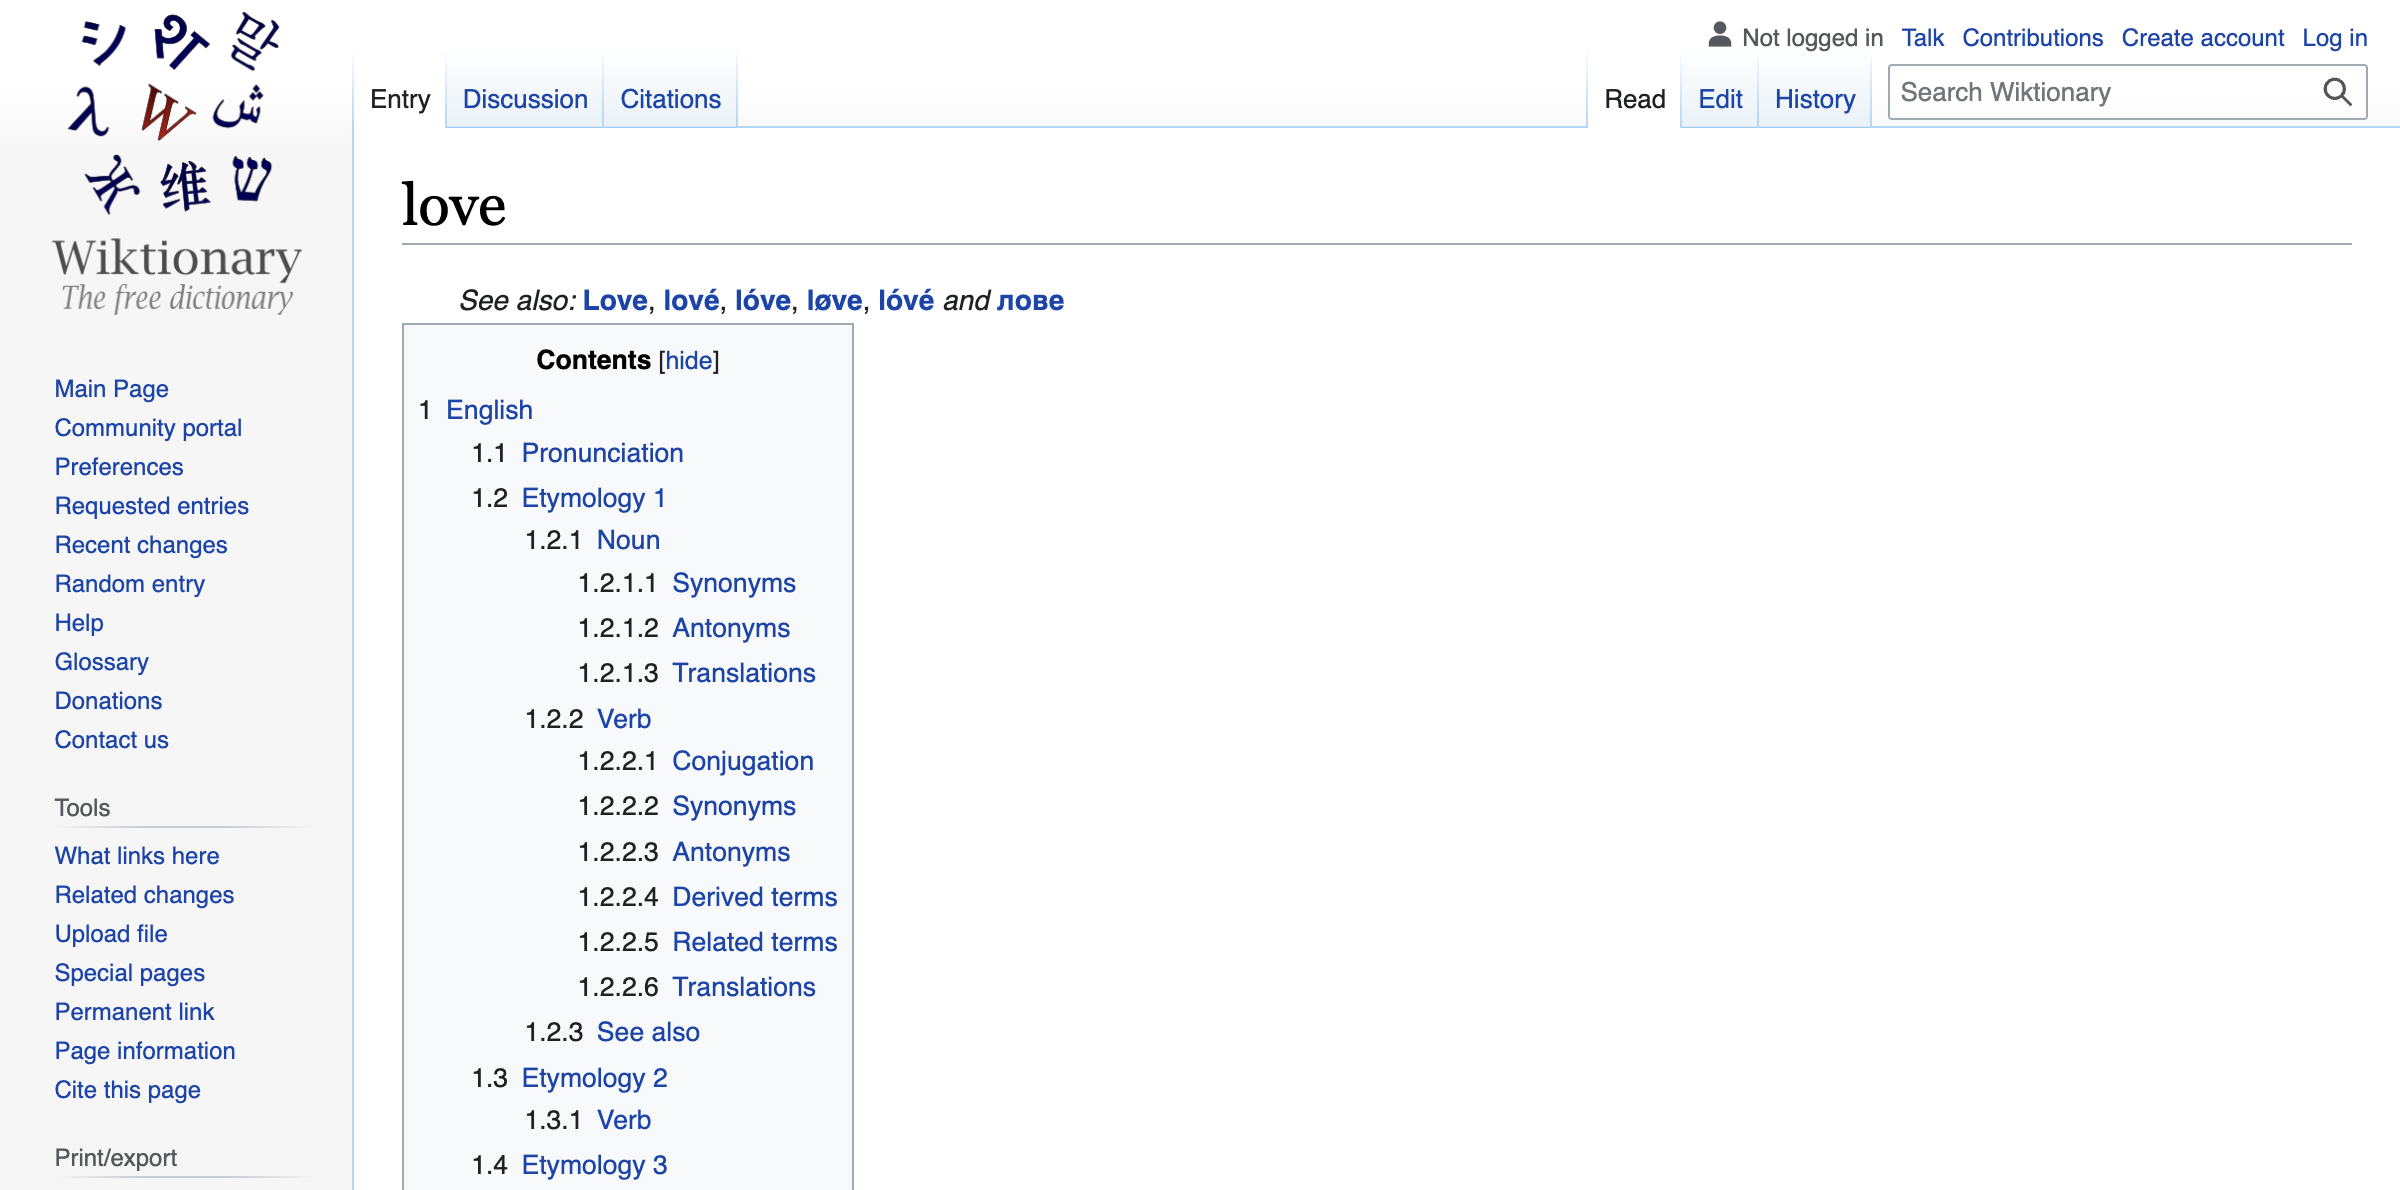 シ Պ 말
λ W ش
維 ש
Wiktionary
The free dictionary
Main Page
Community portal
Preferences
Requested entries
Recent changes
Random entry
Help
Glossary
Donations
Contact us
Tools
What links here
Related changes
Upload file
Special pages
Permanent link
Page information
Cite this page
Print/export
Not logged in Talk Contributions Create account Log in
Entry Discussion Citations
Read Edit History Search Wiktionary
love
See also: Love, lové, lóve, løve, lóvé and лове
Contents [hide]
1 English
1.1 Pronunciation
1.2 Etymology 1
1.2.1 Noun
1.2.1.1 Synonyms
1.2.1.2 Antonyms
1.2.1.3 Translations
1.2.2 Verb
1.2.2.1 Conjugation
1.2.2.2 Synonyms
1.2.2.3 Antonyms
1.2.2.4 Derived terms
1.2.2.5 Related terms
1.2.2.6 Translations
1.2.3 See also
1.3 Etymology 2
1.3.1 Verb
1.4 Etymology 3